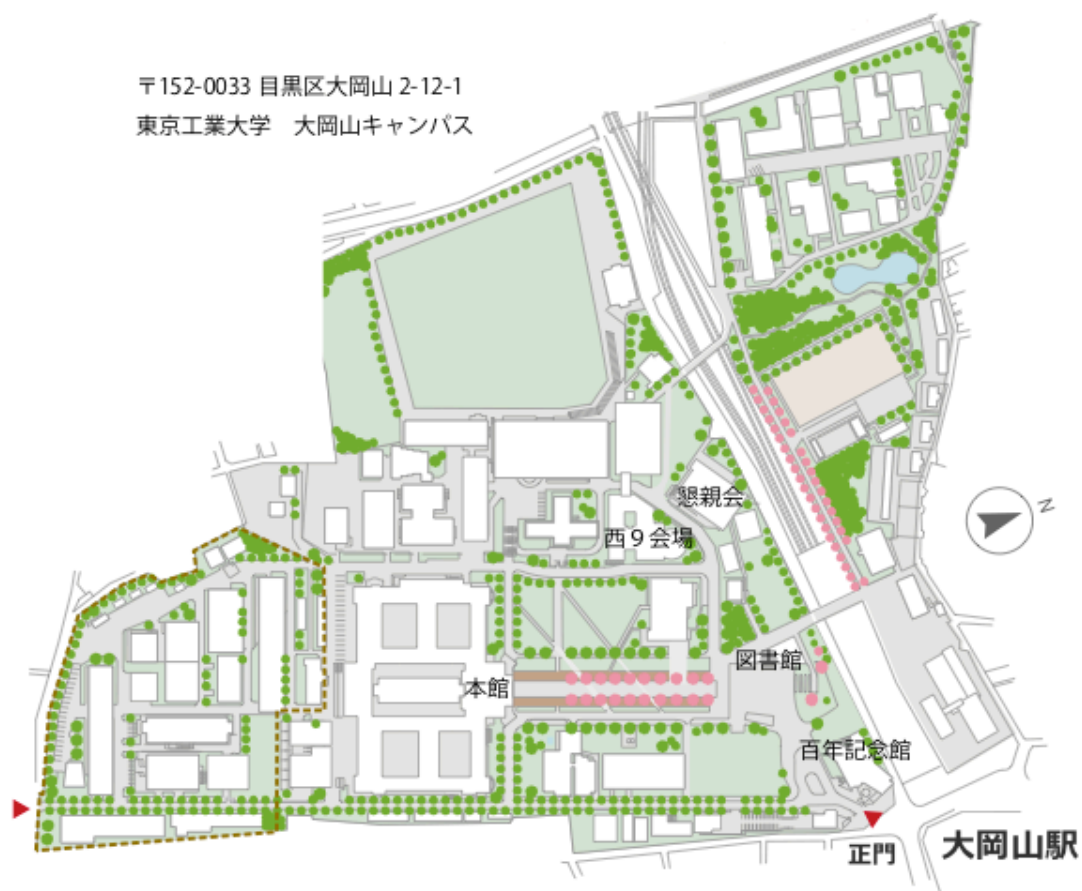 〒152-0033 目黒区大岡山 2-12-1
東京工業大学　大岡山キャンパス
懇親会
西9会場
N
図書館
本館
百年記念館
正門
大岡山駅